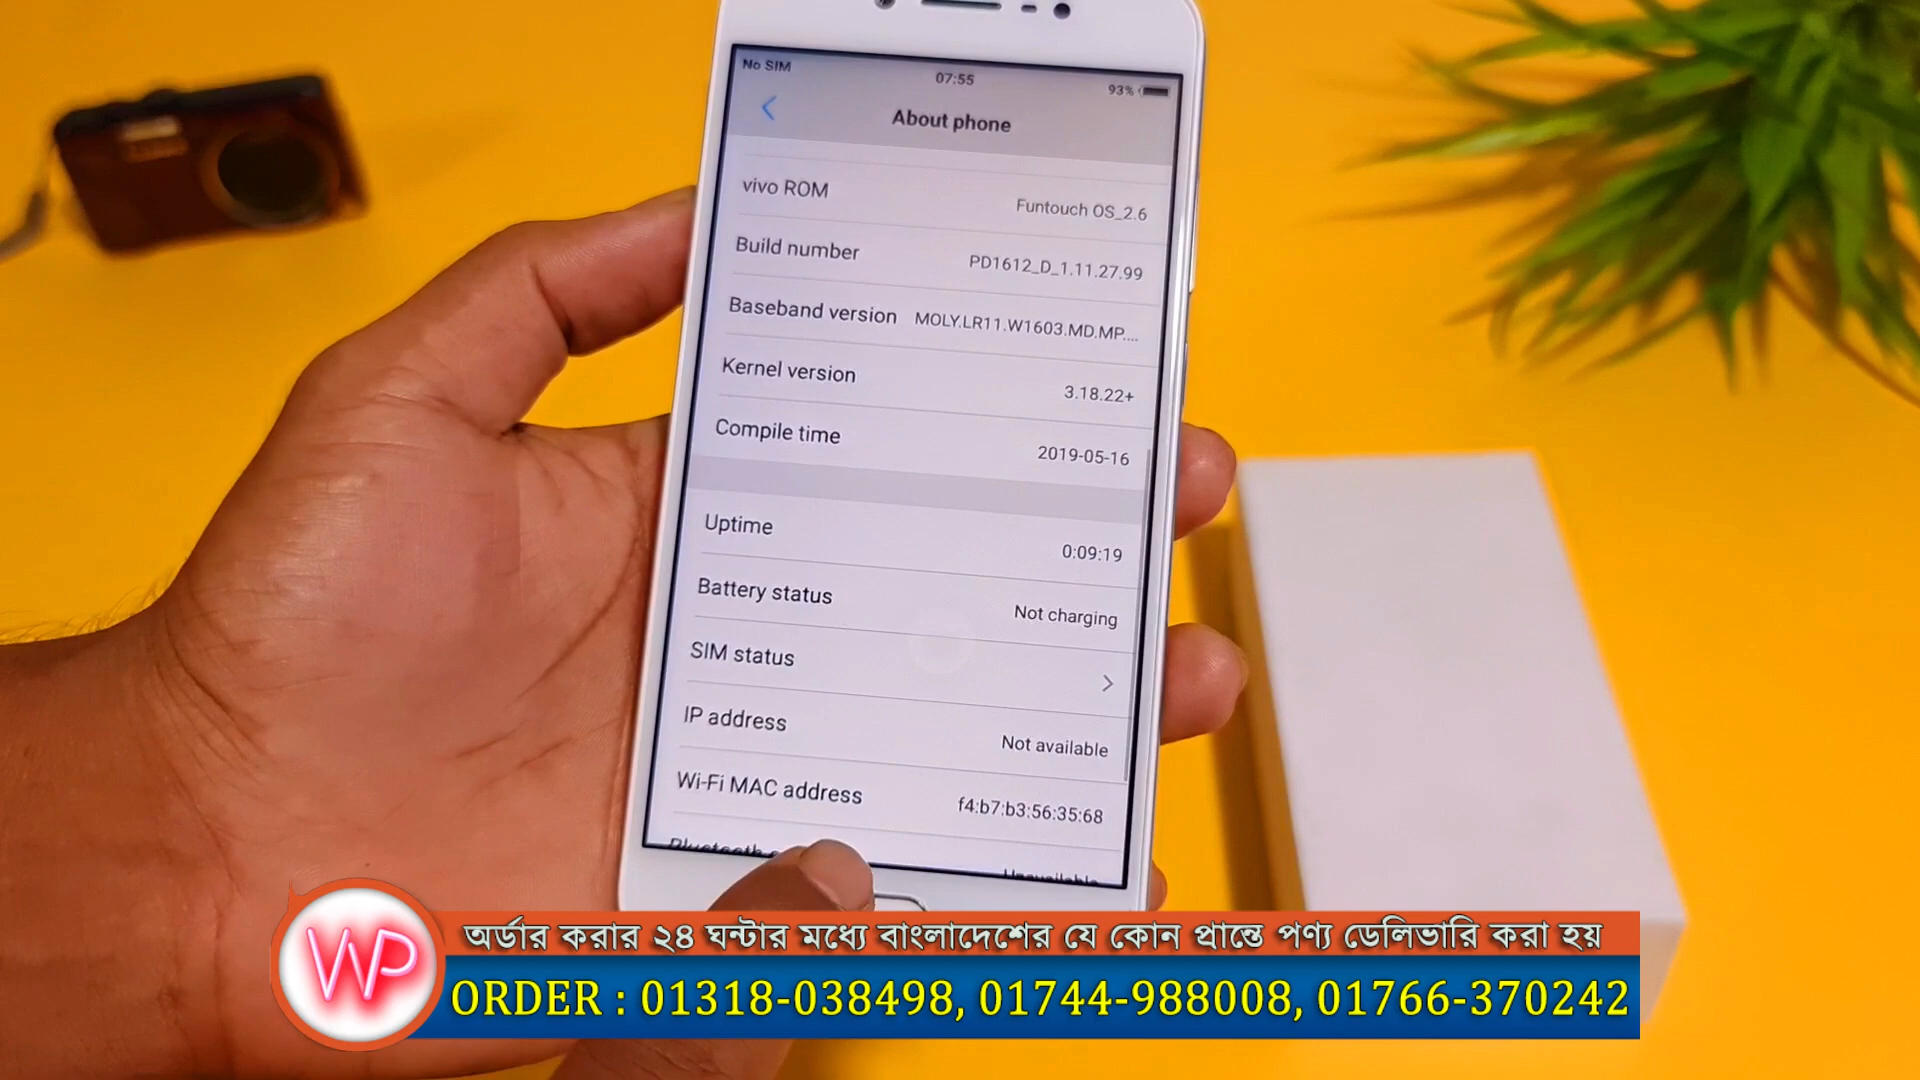 No SIM 07:55 93%
About phone
vivo ROM Funtouch OS_2.6
Build number PD1612_D_1.11.27.99
Baseband version MOLY.LR11.W1603.MD.MP....
Kernel version 3.18.22+
Compile time 2019-05-16
Uptime 0:09:19
Battery status Not charging
SIM status
IP address Not available
Wi-Fi MAC address f4:b7:b3:56:35:68
Bluetooth
Unavailable
WP
অর্ডার করার ২৪ ঘন্টার মধ্যে বাংলাদেশের যে কোন প্রান্তে পণ্য ডেলিভারি করা হয়
ORDER : 01318-038498, 01744-988008, 01766-370242